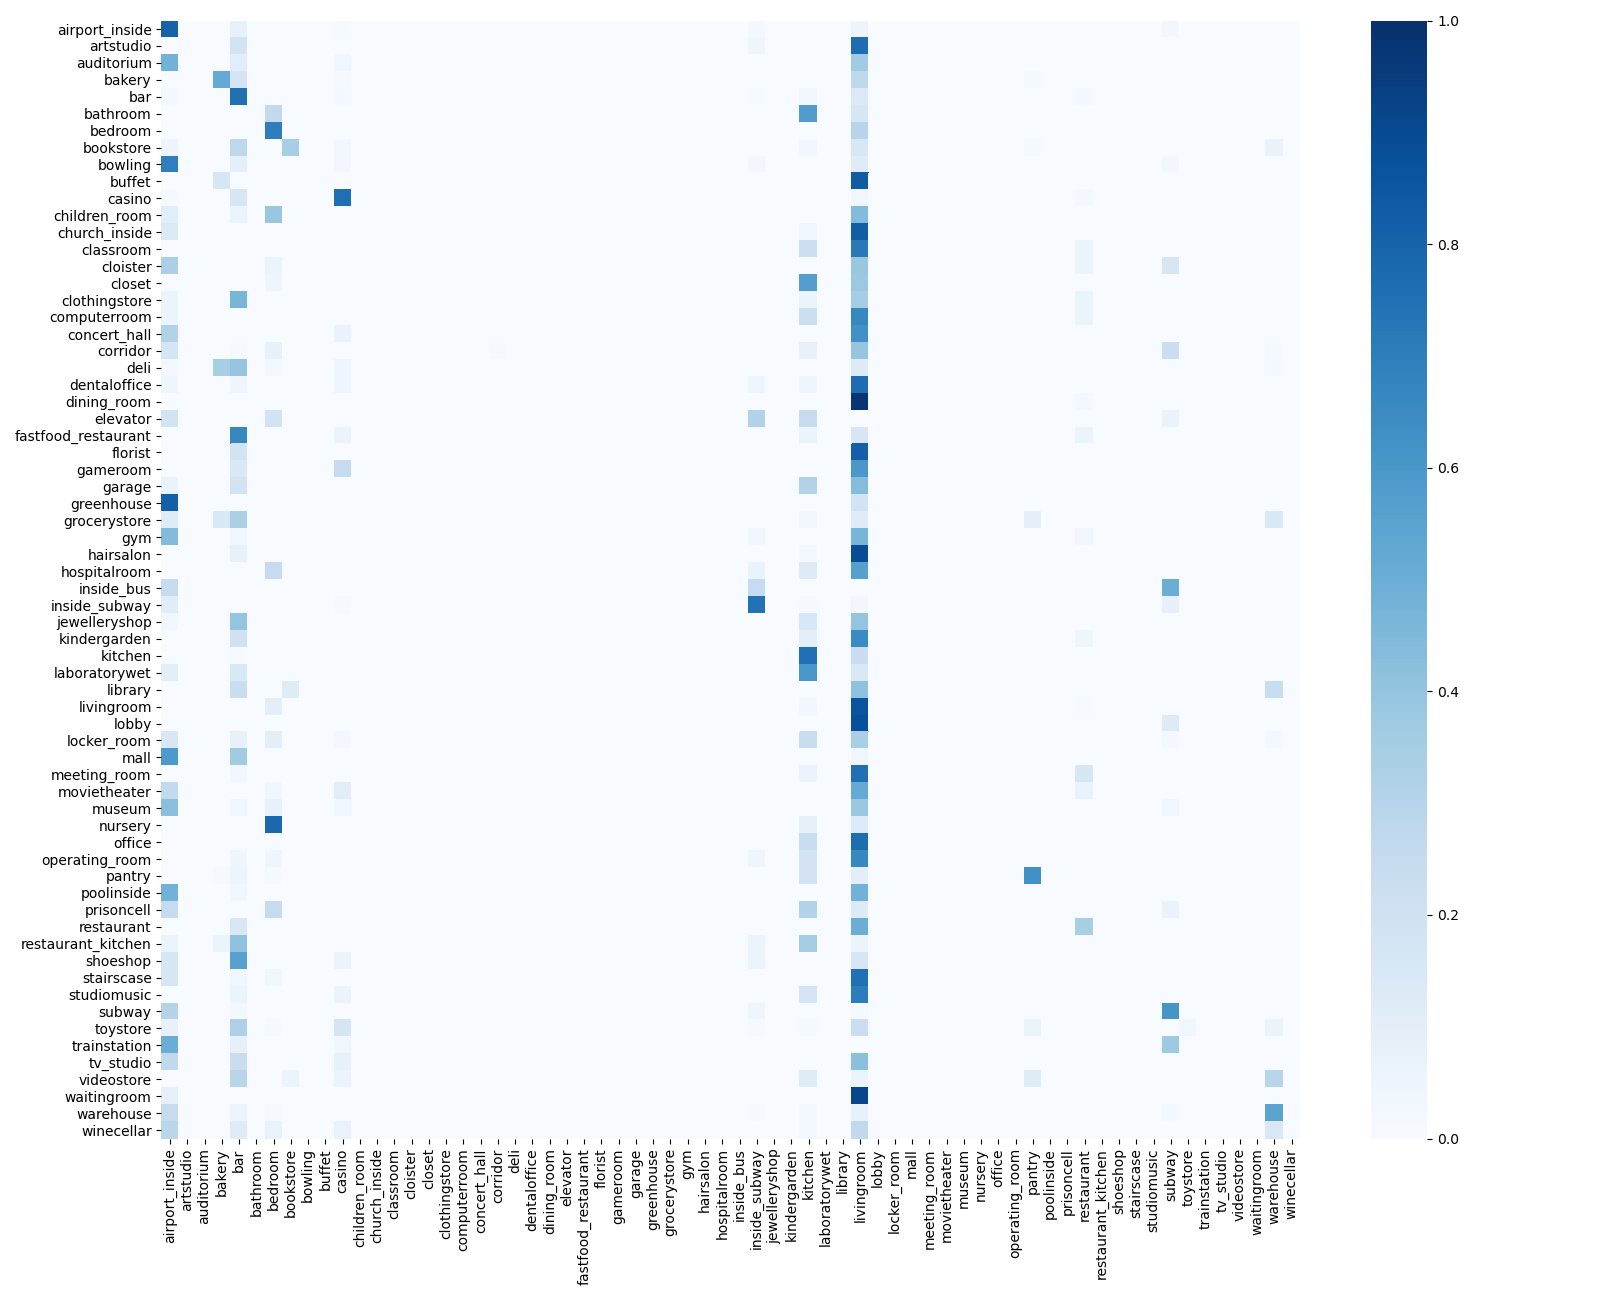 airport_inside
artstudio
auditorium
bakery
bar
bathroom
bedroom
bookstore
bowling
buffet
casino
children_room
church_inside
classroom
cloister
closet
clothingstore
computerroom
concert_hall
corridor
deli
dentaloffice
dining_room
elevator
fastfood_restaurant
florist
gameroom
garage
greenhouse
grocerystore
gym
hairsalon
hospitalroom
inside_bus
inside_subway
jewelleryshop
kindergarden
kitchen
laboratorywet
library
livingroom
lobby
locker_room
mall
meeting_room
movietheater
museum
nursery
office
operating_room
pantry
poolinside
prisoncell
restaurant
restaurant_kitchen
shoeshop
stairscase
studiomusic
subway
toystore
trainstation
tv_studio
videostore
waitingroom
warehouse
winecellar
airport_inside
artstudio
auditorium
bakery
bar
bathroom
bedroom
bookstore
bowling
buffet
casino
children_room
church_inside
classroom
cloister
closet
clothingstore
computerroom
concert_hall
corridor
deli
dentaloffice
dining_room
elevator
fastfood_restaurant
florist
gameroom
garage
greenhouse
grocerystore
gym
hairsalon
hospitalroom
inside_bus
inside_subway
jewelleryshop
kindergarden
kitchen
laboratorywet
library
livingroom
lobby
locker_room
mall
meeting_room
movietheater
museum
nursery
office
operating_room
pantry
poolinside
prisoncell
restaurant
restaurant_kitchen
shoeshop
stairscase
studiomusic
subway
toystore
trainstation
tv_studio
videostore
waitingroom
warehouse
winecellar
1.0
0.8
0.6
0.4
0.2
0.0